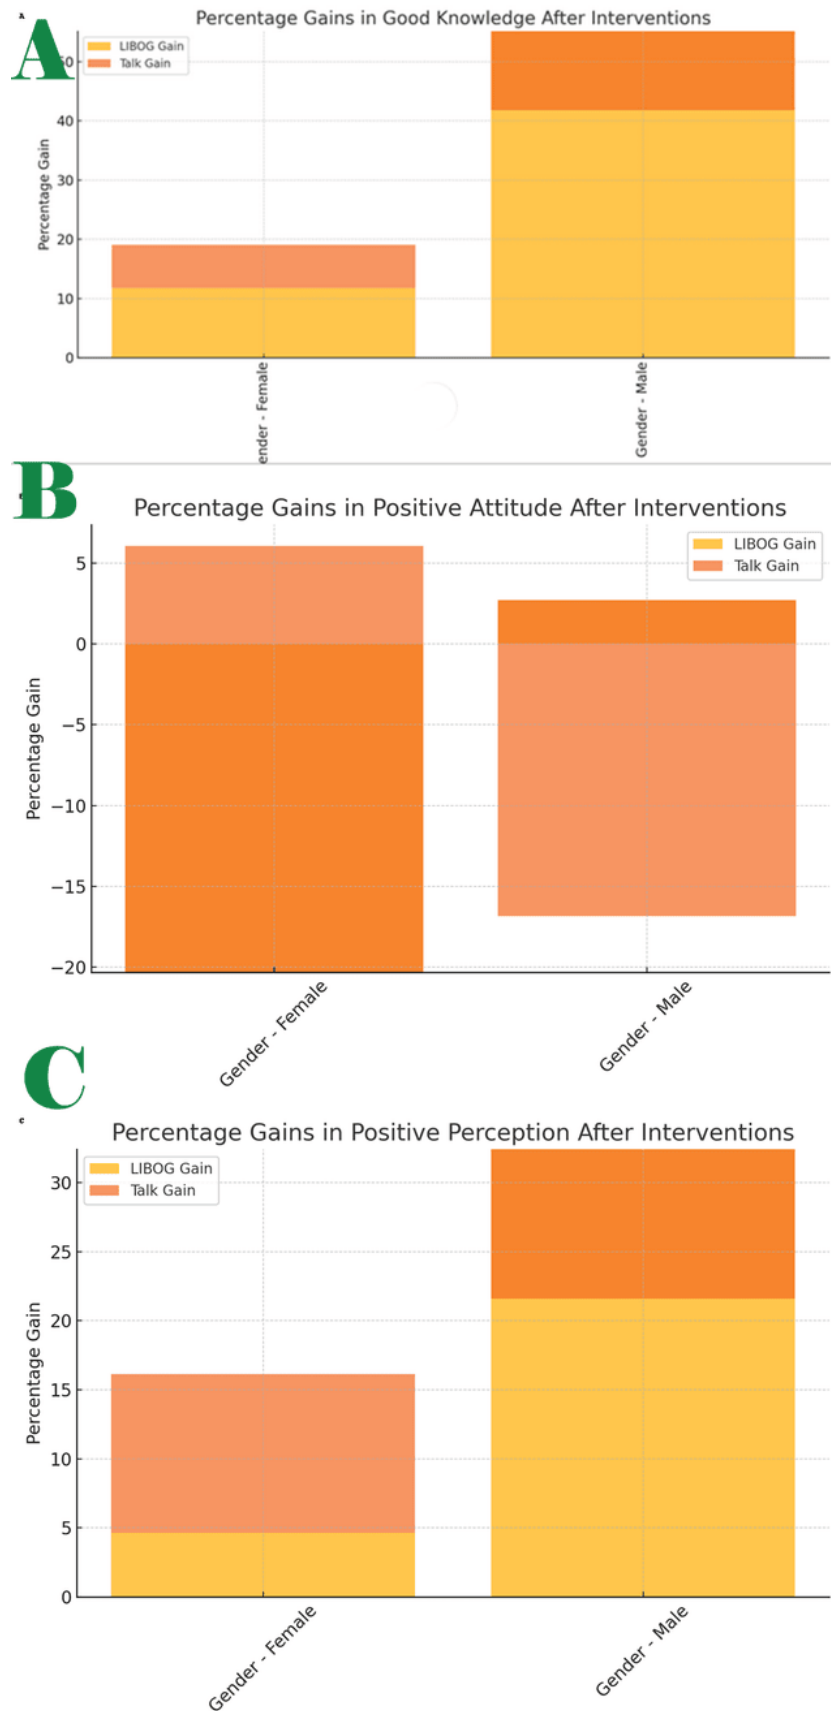 A
A
Percentage Gains in Good Knowledge After Interventions
LIBOG Gain
Talk Gain
Percentage Gain
50
40
30
20
10
0
ender - Female
Gender - Male
B
Percentage Gains in Positive Attitude After Interventions
LIBOG Gain
Talk Gain
Percentage Gain
5
0
−5
−10
−15
−20
Gender - Female
Gender - Male
C
C
Percentage Gains in Positive Perception After Interventions
LIBOG Gain
Talk Gain
Percentage Gain
30
25
20
15
10
5
0
Gender - Female
Gender - Male